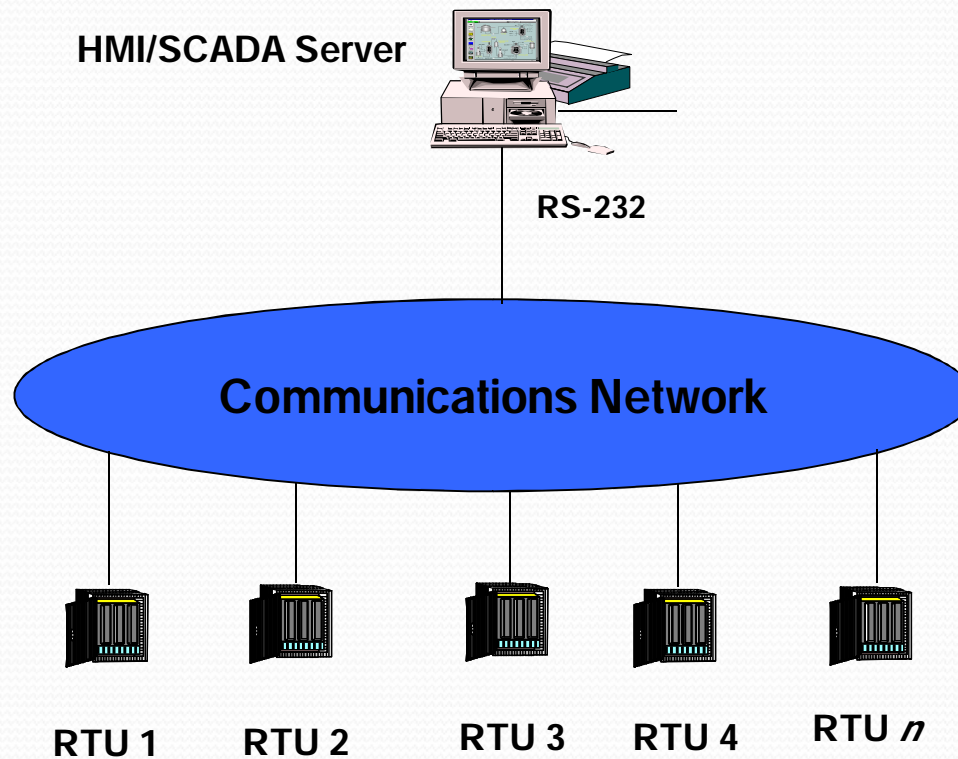 HMI/SCADA Server
RS-232
Communications Network
RTU 1
RTU 2
RTU 3
RTU 4
RTU n